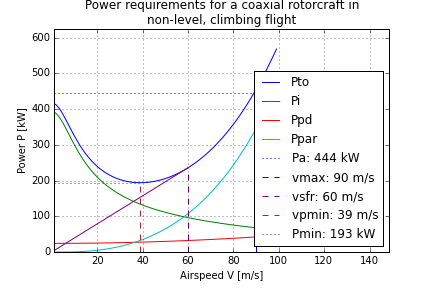 Power requirements for a coaxial rotorcraft in
non-level, climbing flight
600
500
400
300
200
100
0
20
40
60
80
100
120
140
Power P [kW]
Airspeed V [m/s]
Pto
Pi
Ppd
Ppar
Pa: 444 kW
vmax: 90 m/s
vsfr: 60 m/s
vpmin: 39 m/s
Pmin: 193 kW